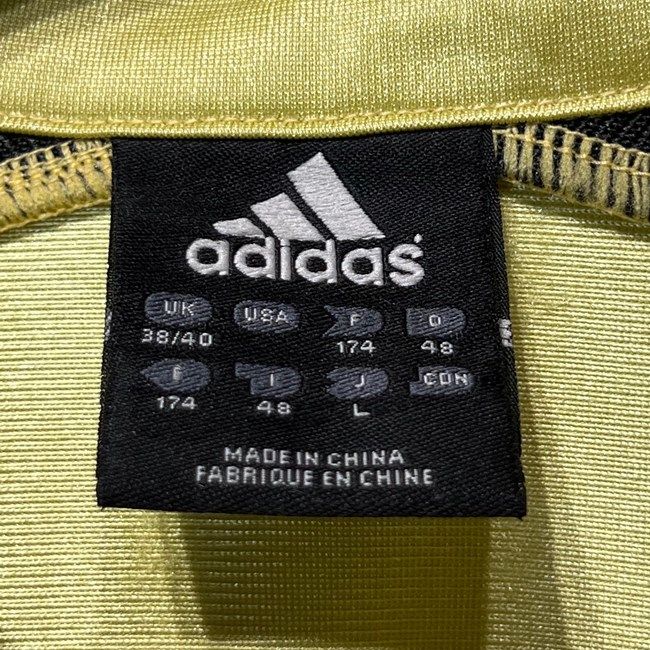 adidas
UK USA F D
38/40 174 48
E I J CDN
174 48 L
MADE IN CHINA
FABRIQUE EN CHINE